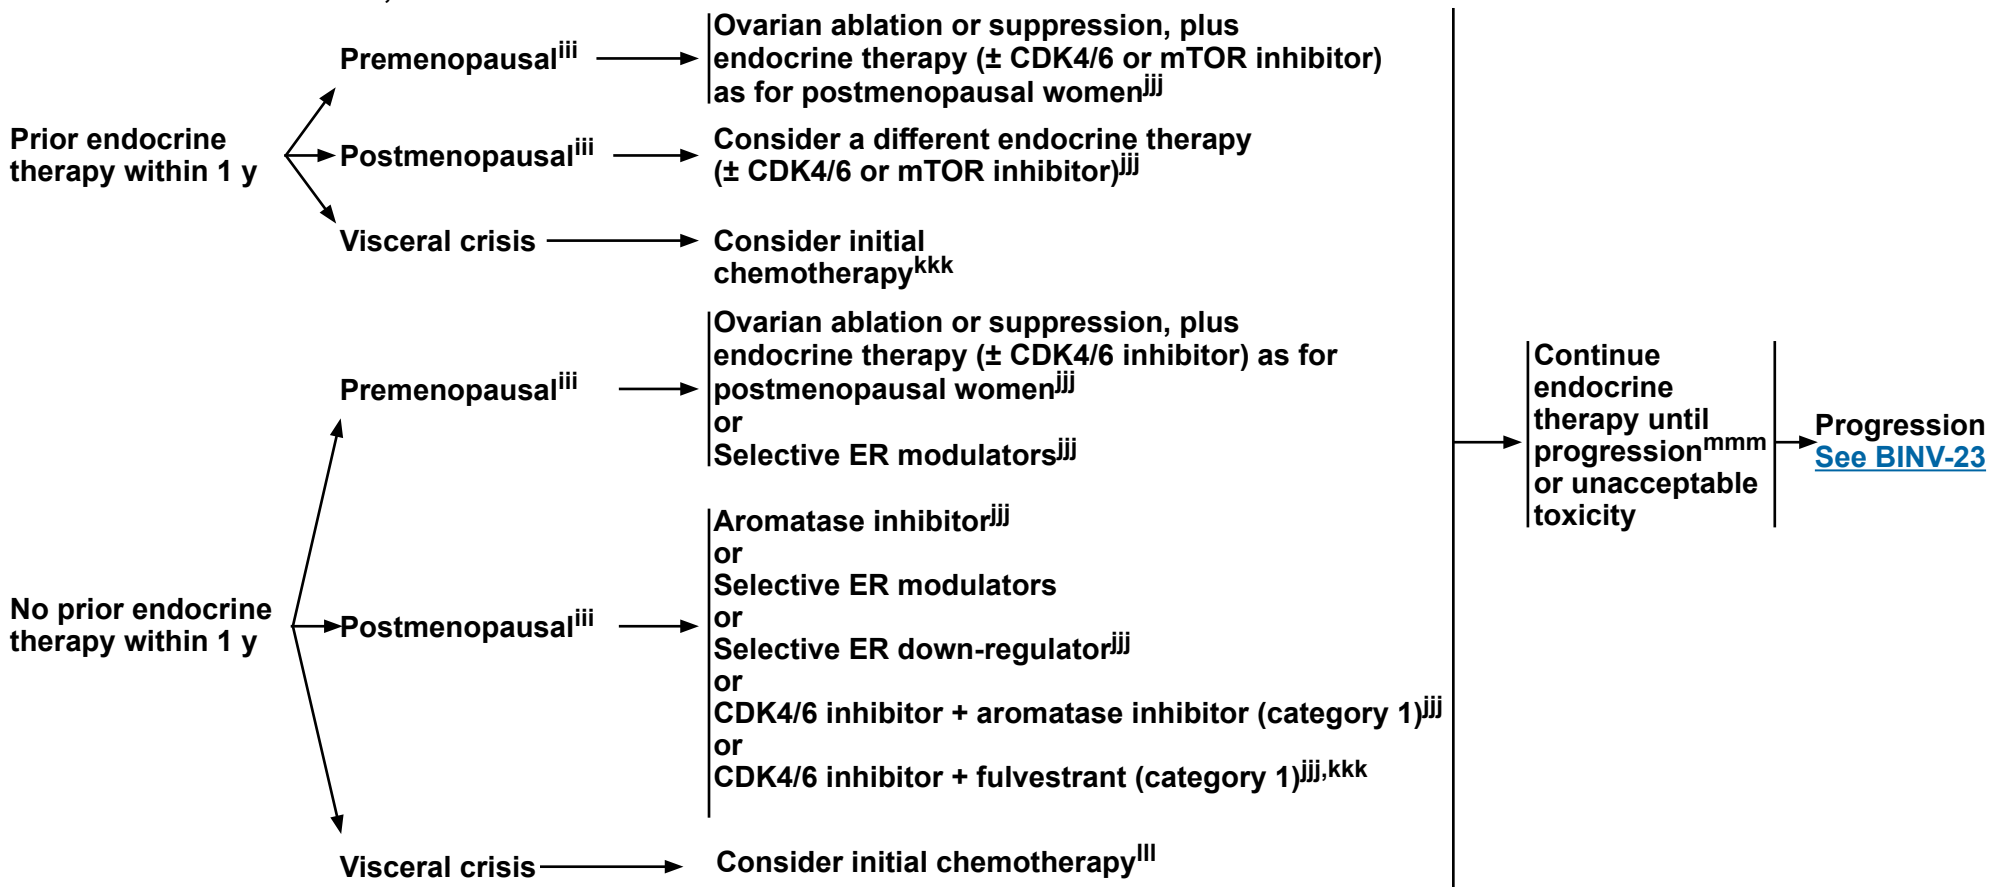 Prior endocrine
therapy within 1 y
Premenopausaliii
Ovarian ablation or suppression, plus
endocrine therapy (± CDK4/6 or mTOR inhibitor)
as for postmenopausal womenjjj
Postmenopausaliii
Consider a different endocrine therapy
(± CDK4/6 or mTOR inhibitor)jjj
Visceral crisis
Consider initial
chemotherapykkk
No prior endocrine
therapy within 1 y
Premenopausaliii
Ovarian ablation or suppression, plus
endocrine therapy (± CDK4/6 inhibitor) as for
postmenopausal womenjjj
or
Selective ER modulatorsjjj
Postmenopausaliii
Aromatase inhibitorjjj
or
Selective ER modulators
or
Selective ER down-regulatorjjj
or
CDK4/6 inhibitor + aromatase inhibitor (category 1)jjj
or
CDK4/6 inhibitor + fulvestrant (category 1)jjj,kkk
Visceral crisis
Consider initial chemotherapylll
Continue
endocrine
therapy until
progressionmmm
or unacceptable
toxicity
Progression
See BINV-23